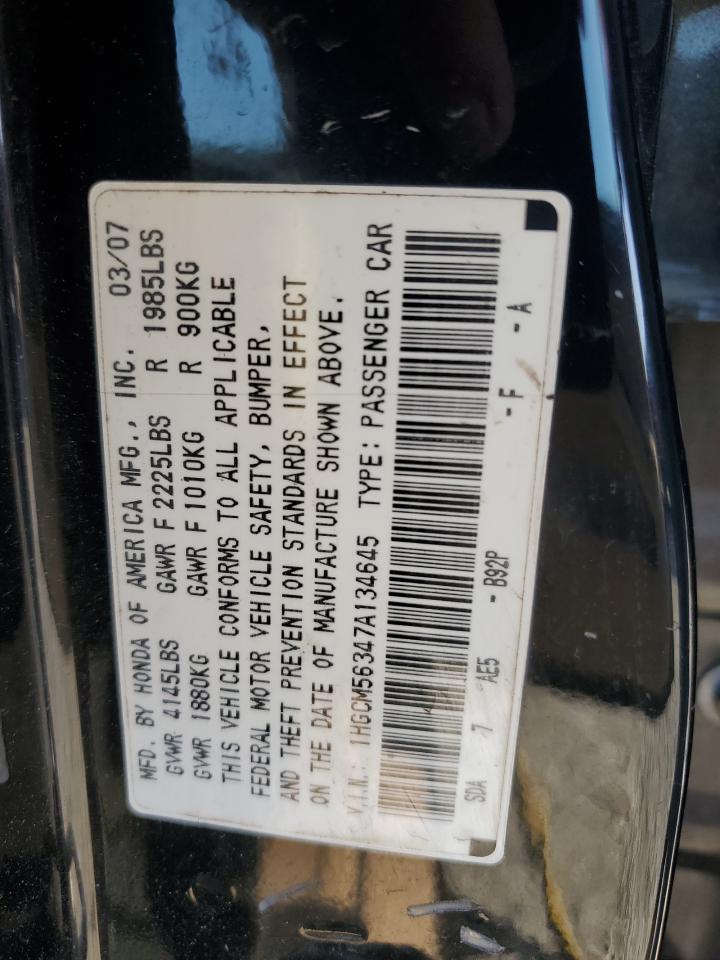 MFD. BY HONDA OF AMERICA MFG., INC. 03/07
GVWR 4145LBS GAWR F 2225LBS R 1985LBS
GVWR 1880KG GAWR F 1010KG R 900KG
THIS VEHICLE CONFORMS TO ALL APPLICABLE
FEDERAL MOTOR VEHICLE SAFETY, BUMPER,
AND THEFT PREVENTION STANDARDS IN EFFECT
ON THE DATE OF MANUFACTURE SHOWN ABOVE.
V.I.N. 1HGCM56347A134645 TYPE: PASSENGER CAR
SDA 7 AE5 - B92P - F - A